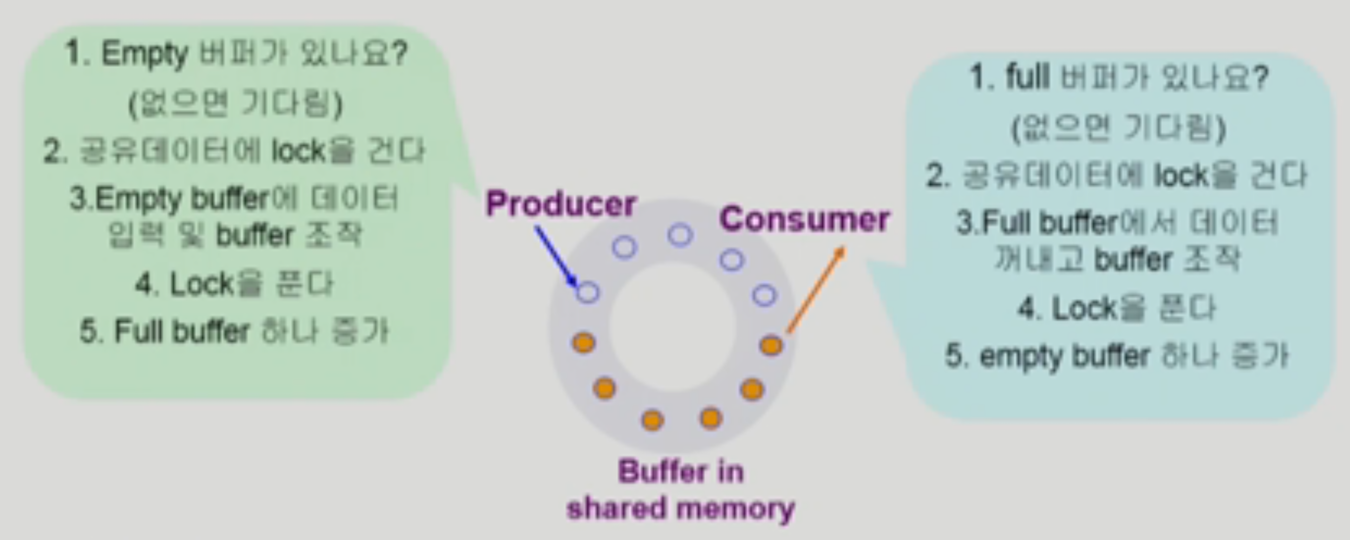 1. Empty 버퍼가 있나요?
(없으면 기다림)
2. 공유데이터에 lock을 건다
3.Empty buffer에 데이터
입력 및 buffer 조작
4. Lock을 푼다
5. Full buffer 하나 증가
Producer
Consumer
Buffer in
shared memory
1. full 버퍼가 있나요?
(없으면 기다림)
2. 공유데이터에 lock을 건다
3.Full buffer에서 데이터
꺼내고 buffer 조작
4. Lock을 푼다
5. empty buffer 하나 증가